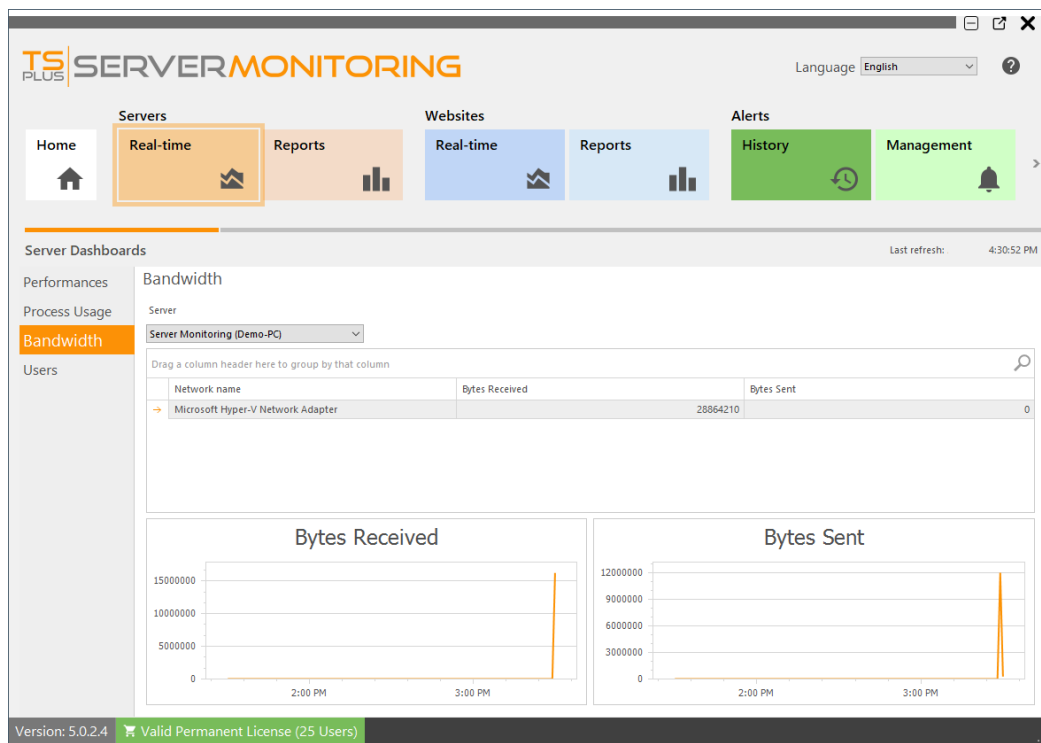 TS PLUS SERVERMONITORING
Language English
Servers
Websites
Alerts
Home
Real-time
Reports
Real-time
Reports
History
Management
Server Dashboards
Last refresh: 4:30:52 PM
Performances
Process Usage
Bandwidth
Users
Bandwidth
Server
Server Monitoring (Demo-PC)
Drag a column header here to group by that column
Network name Bytes Received Bytes Sent
Microsoft Hyper-V Network Adapter 28864210 0
Bytes Received
15000000
10000000
5000000
0
2:00 PM 3:00 PM
Bytes Sent
12000000
9000000
6000000
3000000
0
2:00 PM 3:00 PM
Version: 5.0.2.4 Valid Permanent License (25 Users)